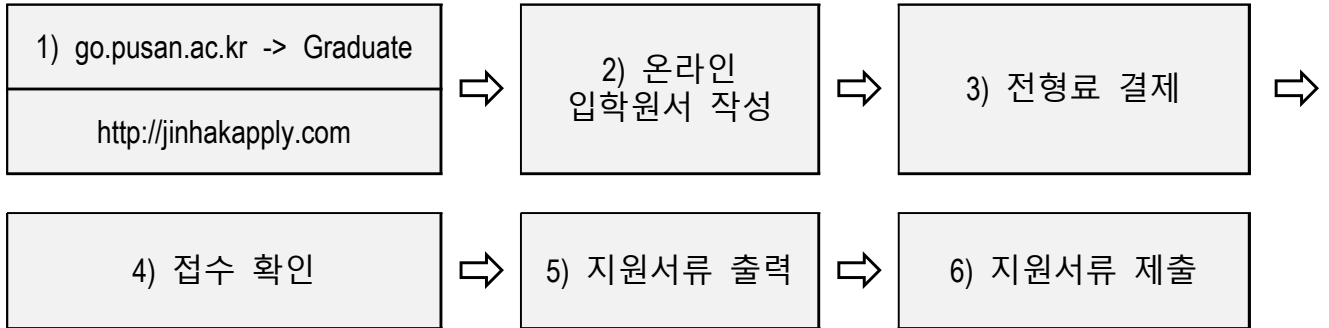 1) go.pusan.ac.kr -> Graduate
http://jinhakapply.com
2) 온라인
입학원서 작성
3) 전형료 결제
4) 접수 확인
5) 지원서류 출력
6) 지원서류 제출